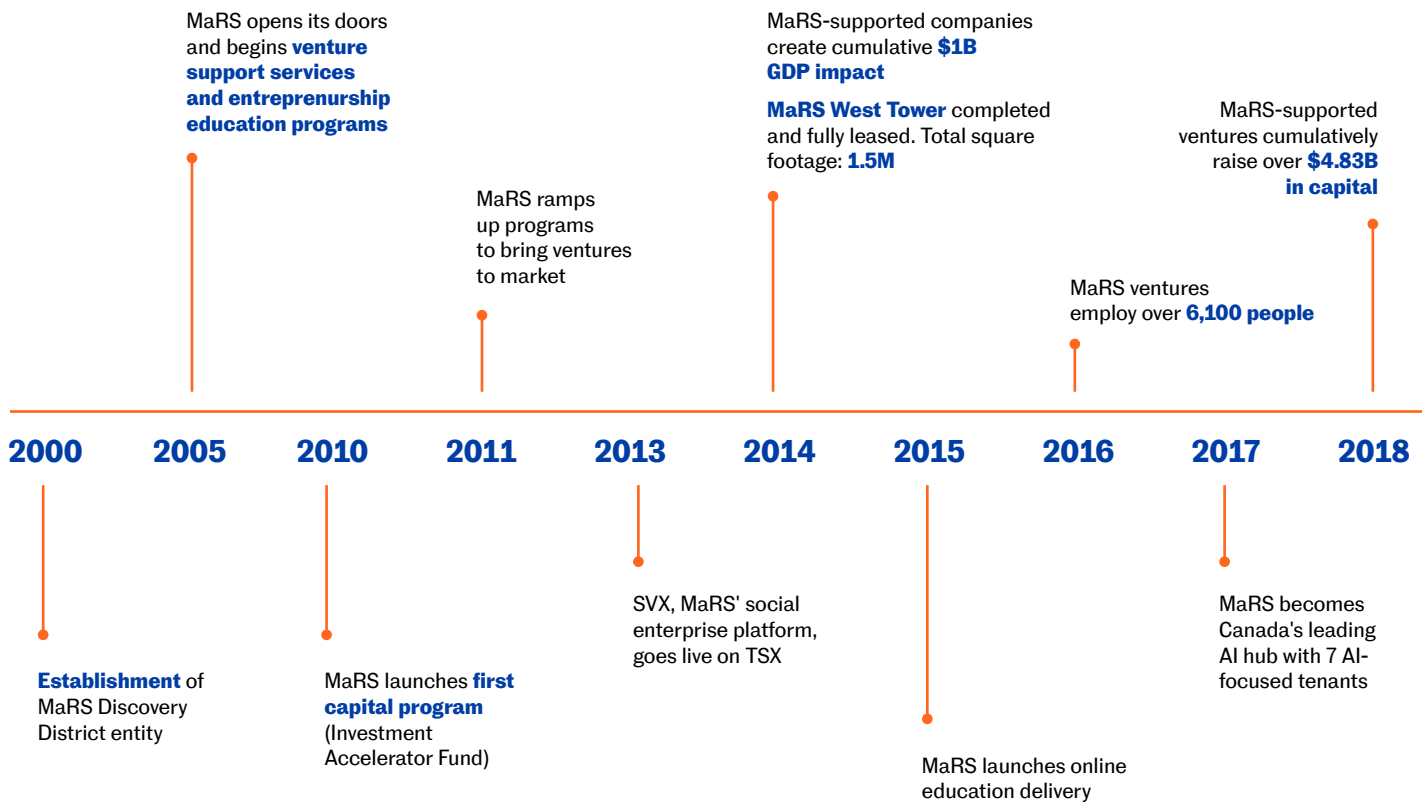 MaRS opens its doors
and begins venture
support services
and entreprenurship
education programs
MaRS ramps
up programs
to bring ventures
to market
MaRS-supported companies
create cumulative $1B
GDP impact
MaRS West Tower completed
and fully leased. Total square
footage: 1.5M
MaRS ventures
employ over 6,100 people
MaRS-supported
ventures cumulatively
raise over $4.83B
in capital
2000 2005 2010 2011 2013 2014 2015 2016 2017 2018
Establishment of
MaRS Discovery
District entity
MaRS launches first
capital program
(Investment
Accelerator Fund)
SVX, MaRS' social
enterprise platform,
goes live on TSX
MaRS launches online
education delivery
MaRS becomes
Canada's leading
AI hub with 7 AI-
focused tenants